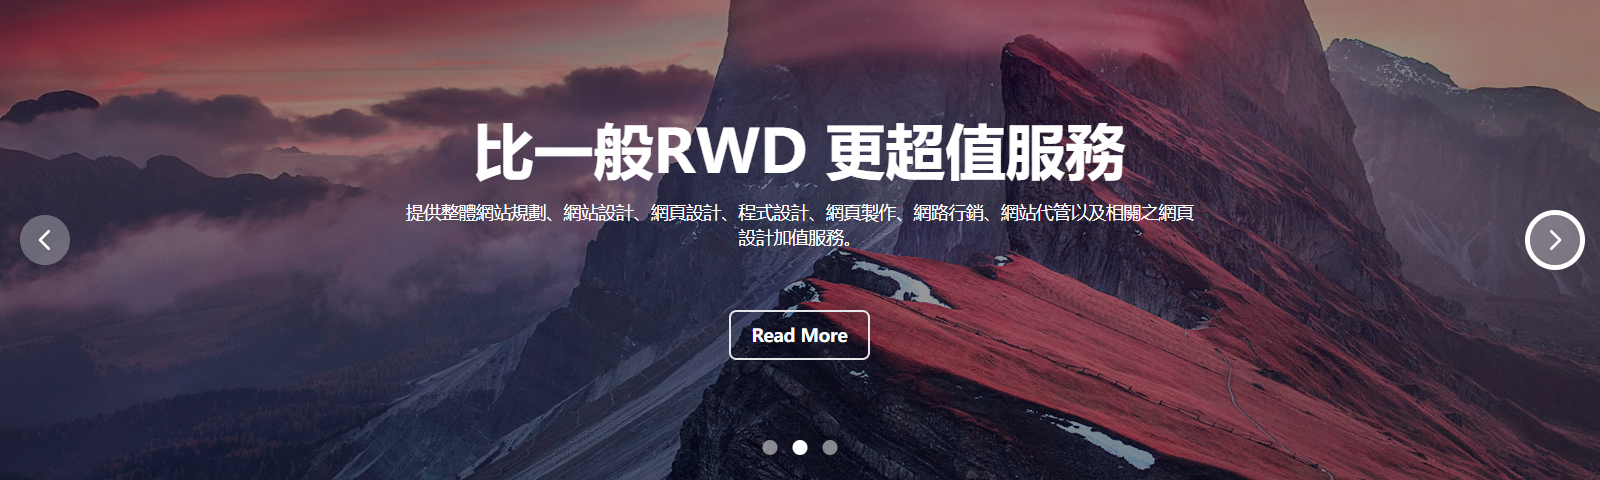 比一般RWD 更超值服務
提供整體網站規劃、網站設計、網頁設計、程式設計、網頁製作、網路行銷、網站代管以及相關之網頁
設計加值服務。
Read More